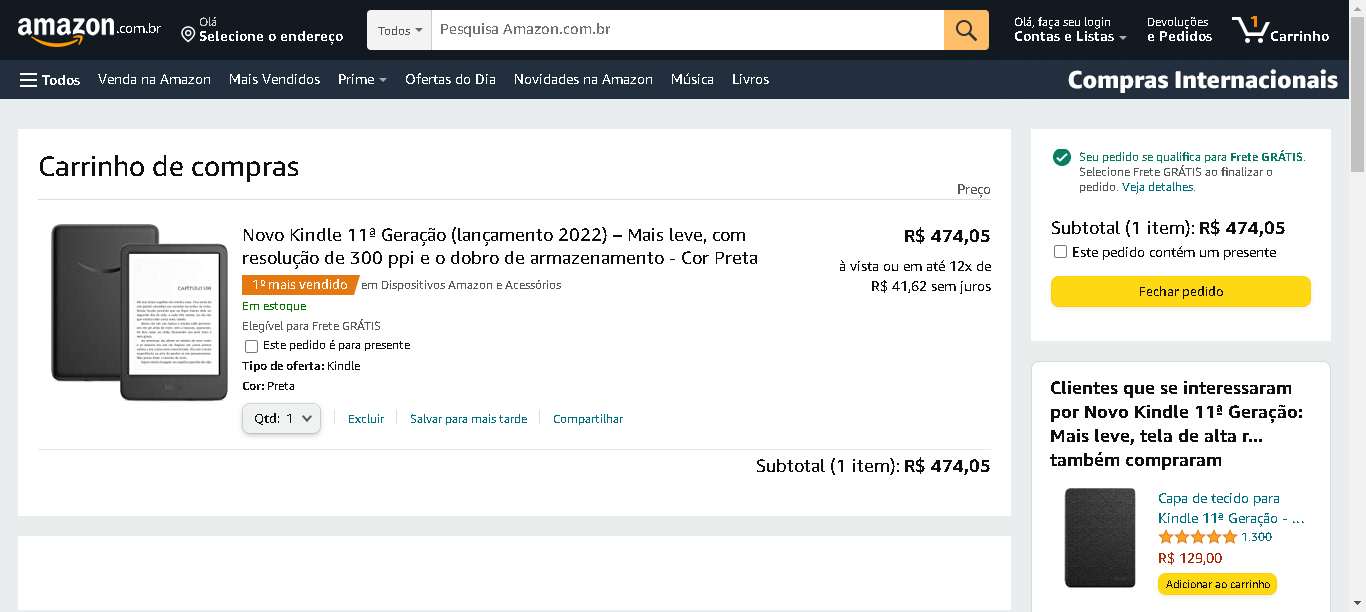 amazon.com.br
Olá
Selecione o endereço
Todos
Pesquisa Amazon.com.br
Olá, faça seu login
Contas e Listas
Devoluções
e Pedidos
1
Carrinho
Todos
Venda na Amazon
Mais Vendidos
Prime
Ofertas do Dia
Novidades na Amazon
Música
Livros
Compras Internacionais
Carrinho de compras
Preço
Novo Kindle 11ª Geração (lançamento 2022) – Mais leve, com
resolução de 300 ppi e o dobro de armazenamento - Cor Preta
1º mais vendido em Dispositivos Amazon e Acessórios
Em estoque
Elegível para Frete GRÁTIS
Este pedido é para presente
Tipo de oferta: Kindle
Cor: Preta
Qtd: 1
Excluir
Salvar para mais tarde
Compartilhar
R$ 474,05
à vista ou em até 12x de
R$ 41,62 sem juros
CAPÍTULO UM
Subtotal (1 item): R$ 474,05
Seu pedido se qualifica para Frete GRÁTIS.
Selecione Frete GRÁTIS ao finalizar o
pedido. Veja detalhes.
Subtotal (1 item): R$ 474,05
Este pedido contém um presente
Fechar pedido
Clientes que se interessaram
por Novo Kindle 11ª Geração:
Mais leve, tela de alta r...
também compraram
Capa de tecido para
Kindle 11ª Geração - ...
1.300
R$ 129,00
Adicionar ao carrinho